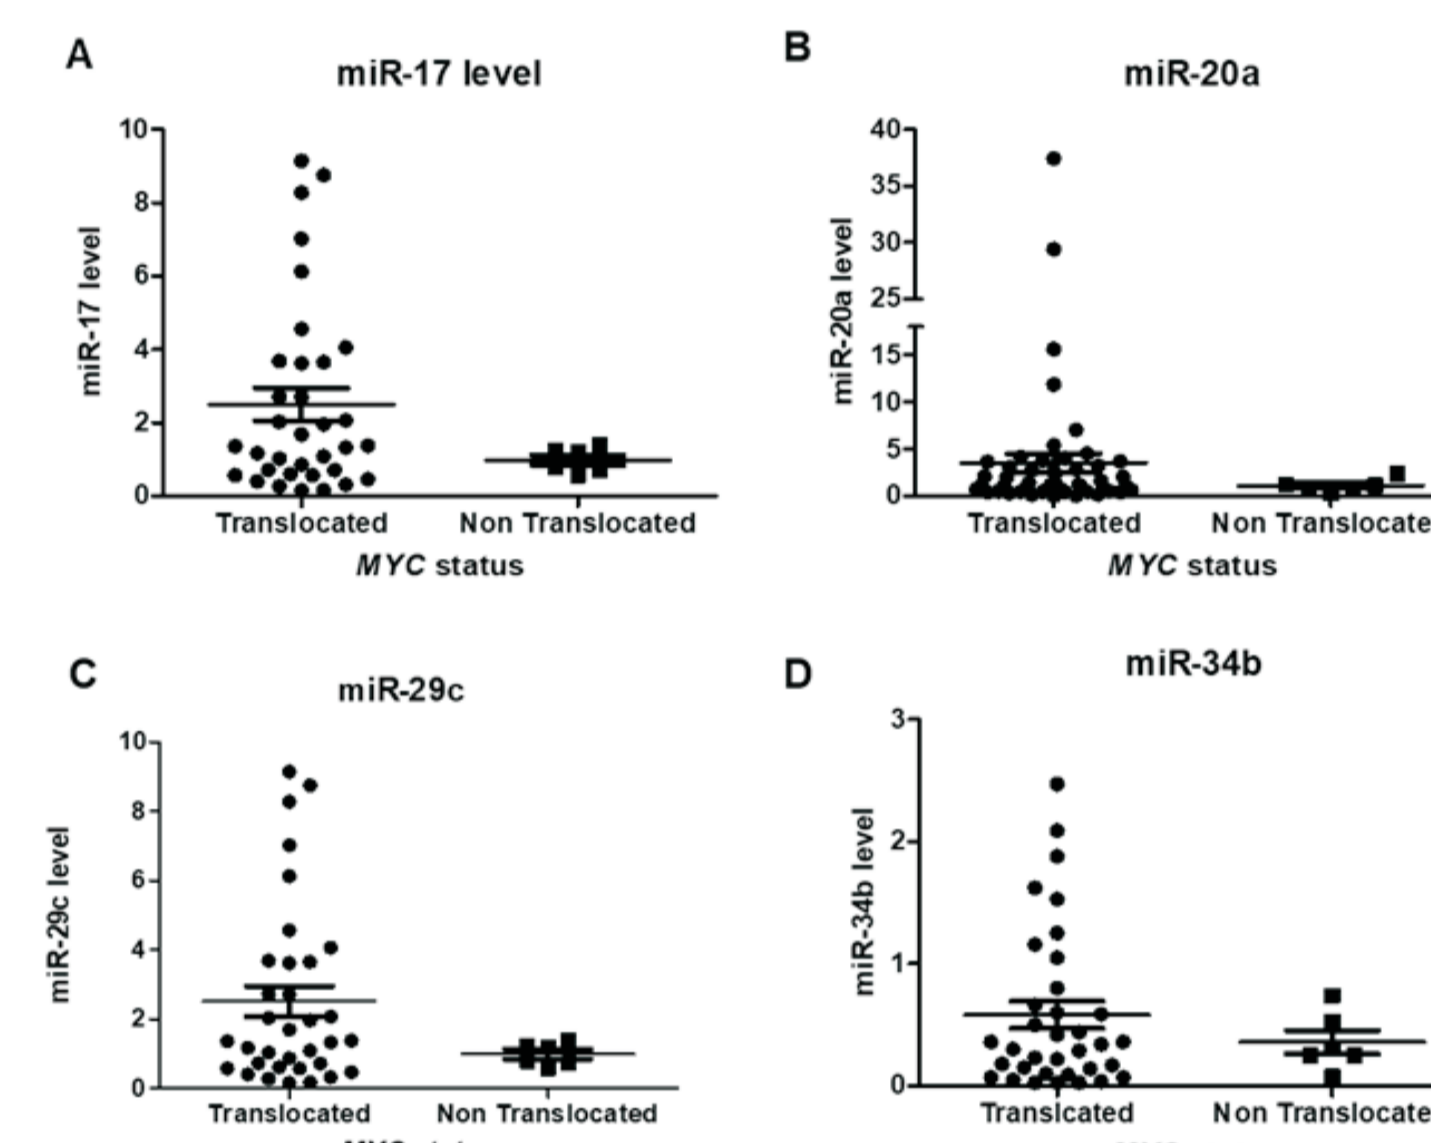 A
miR-17 level
10
8
6
4
2
0
miR-17 level
Translocated
Non Translocated
MYC status
B
miR-20a
40
35
30
25
15
10
5
0
miR-20a level
Translocated
Non Translocate
MYC status
C
miR-29c
10
8
6
4
2
0
miR-29c level
Translocated
Non Translocated
D
miR-34b
3
2
1
0
miR-34b level
Translocated
Non Translocate